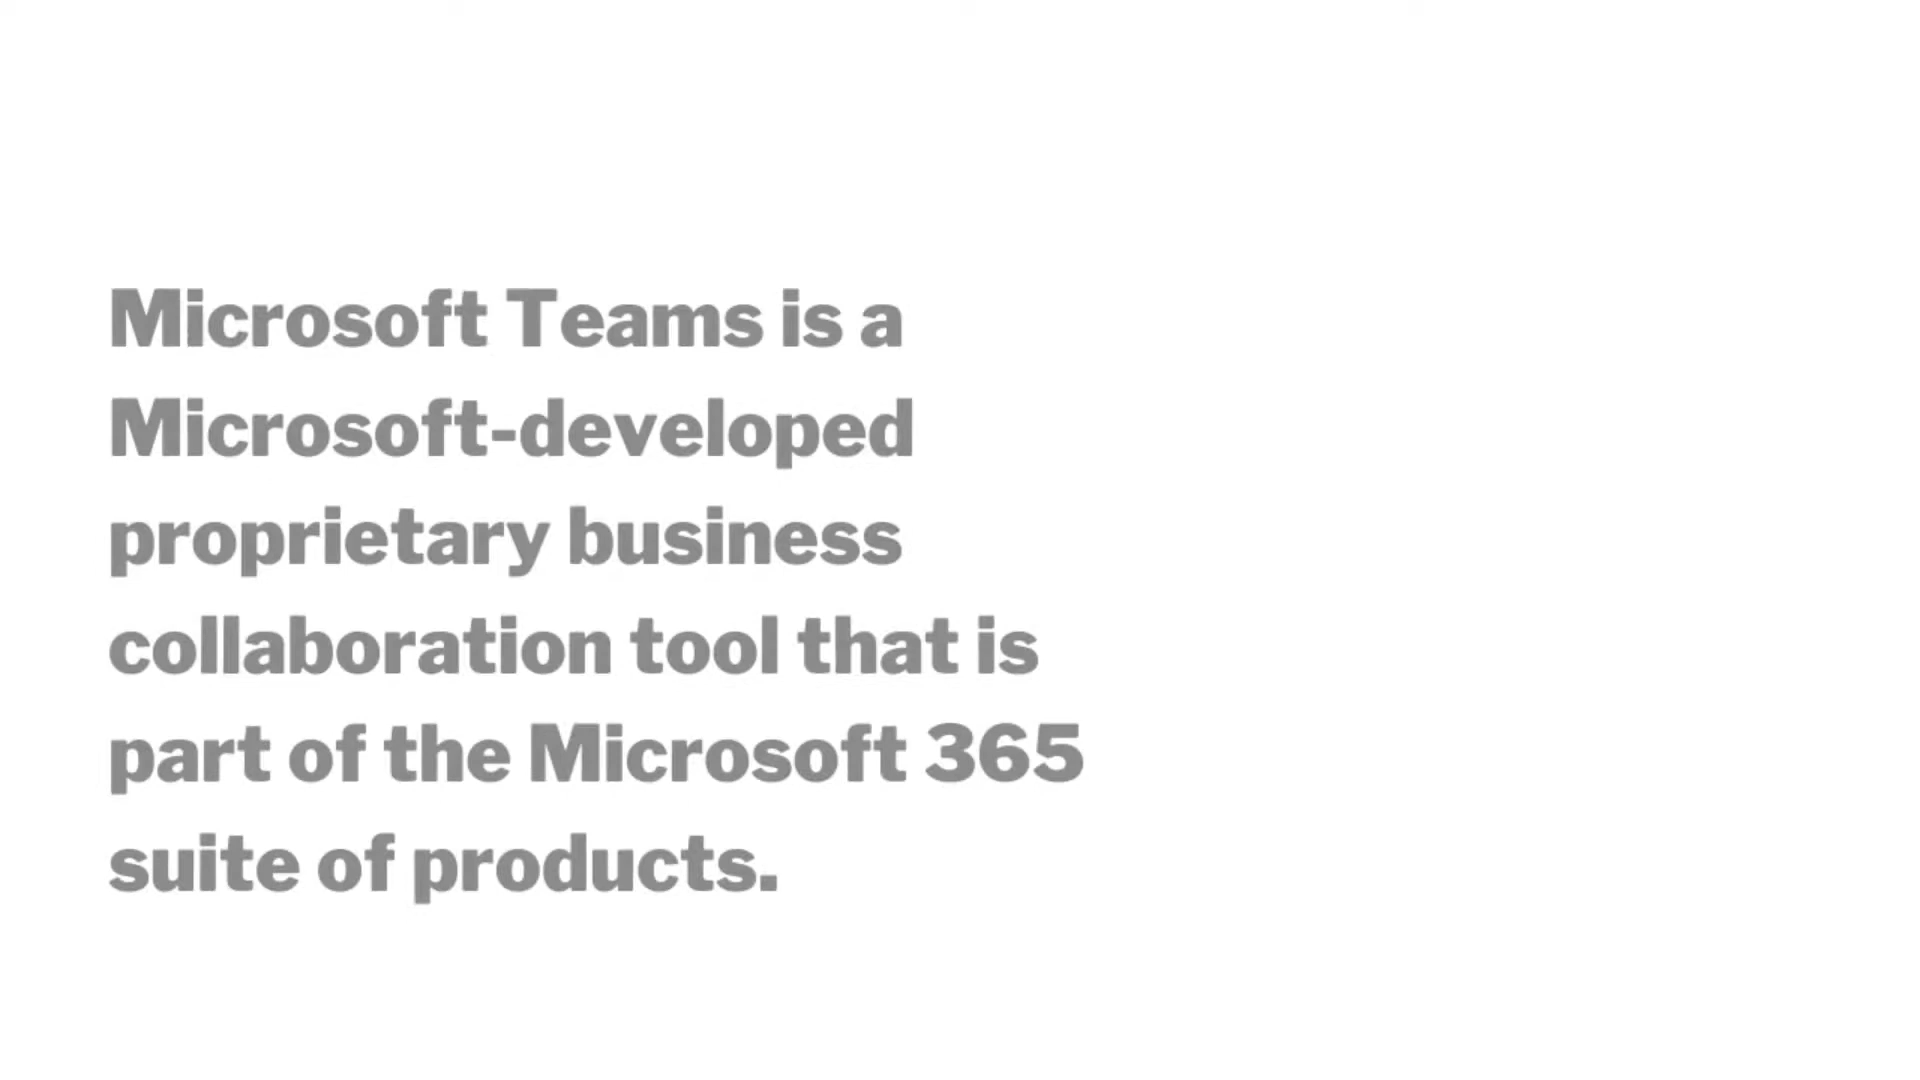 Microsoft Teams is a
Microsoft-developed
proprietary business
collaboration tool that is
part of the Microsoft 365
suite of products.